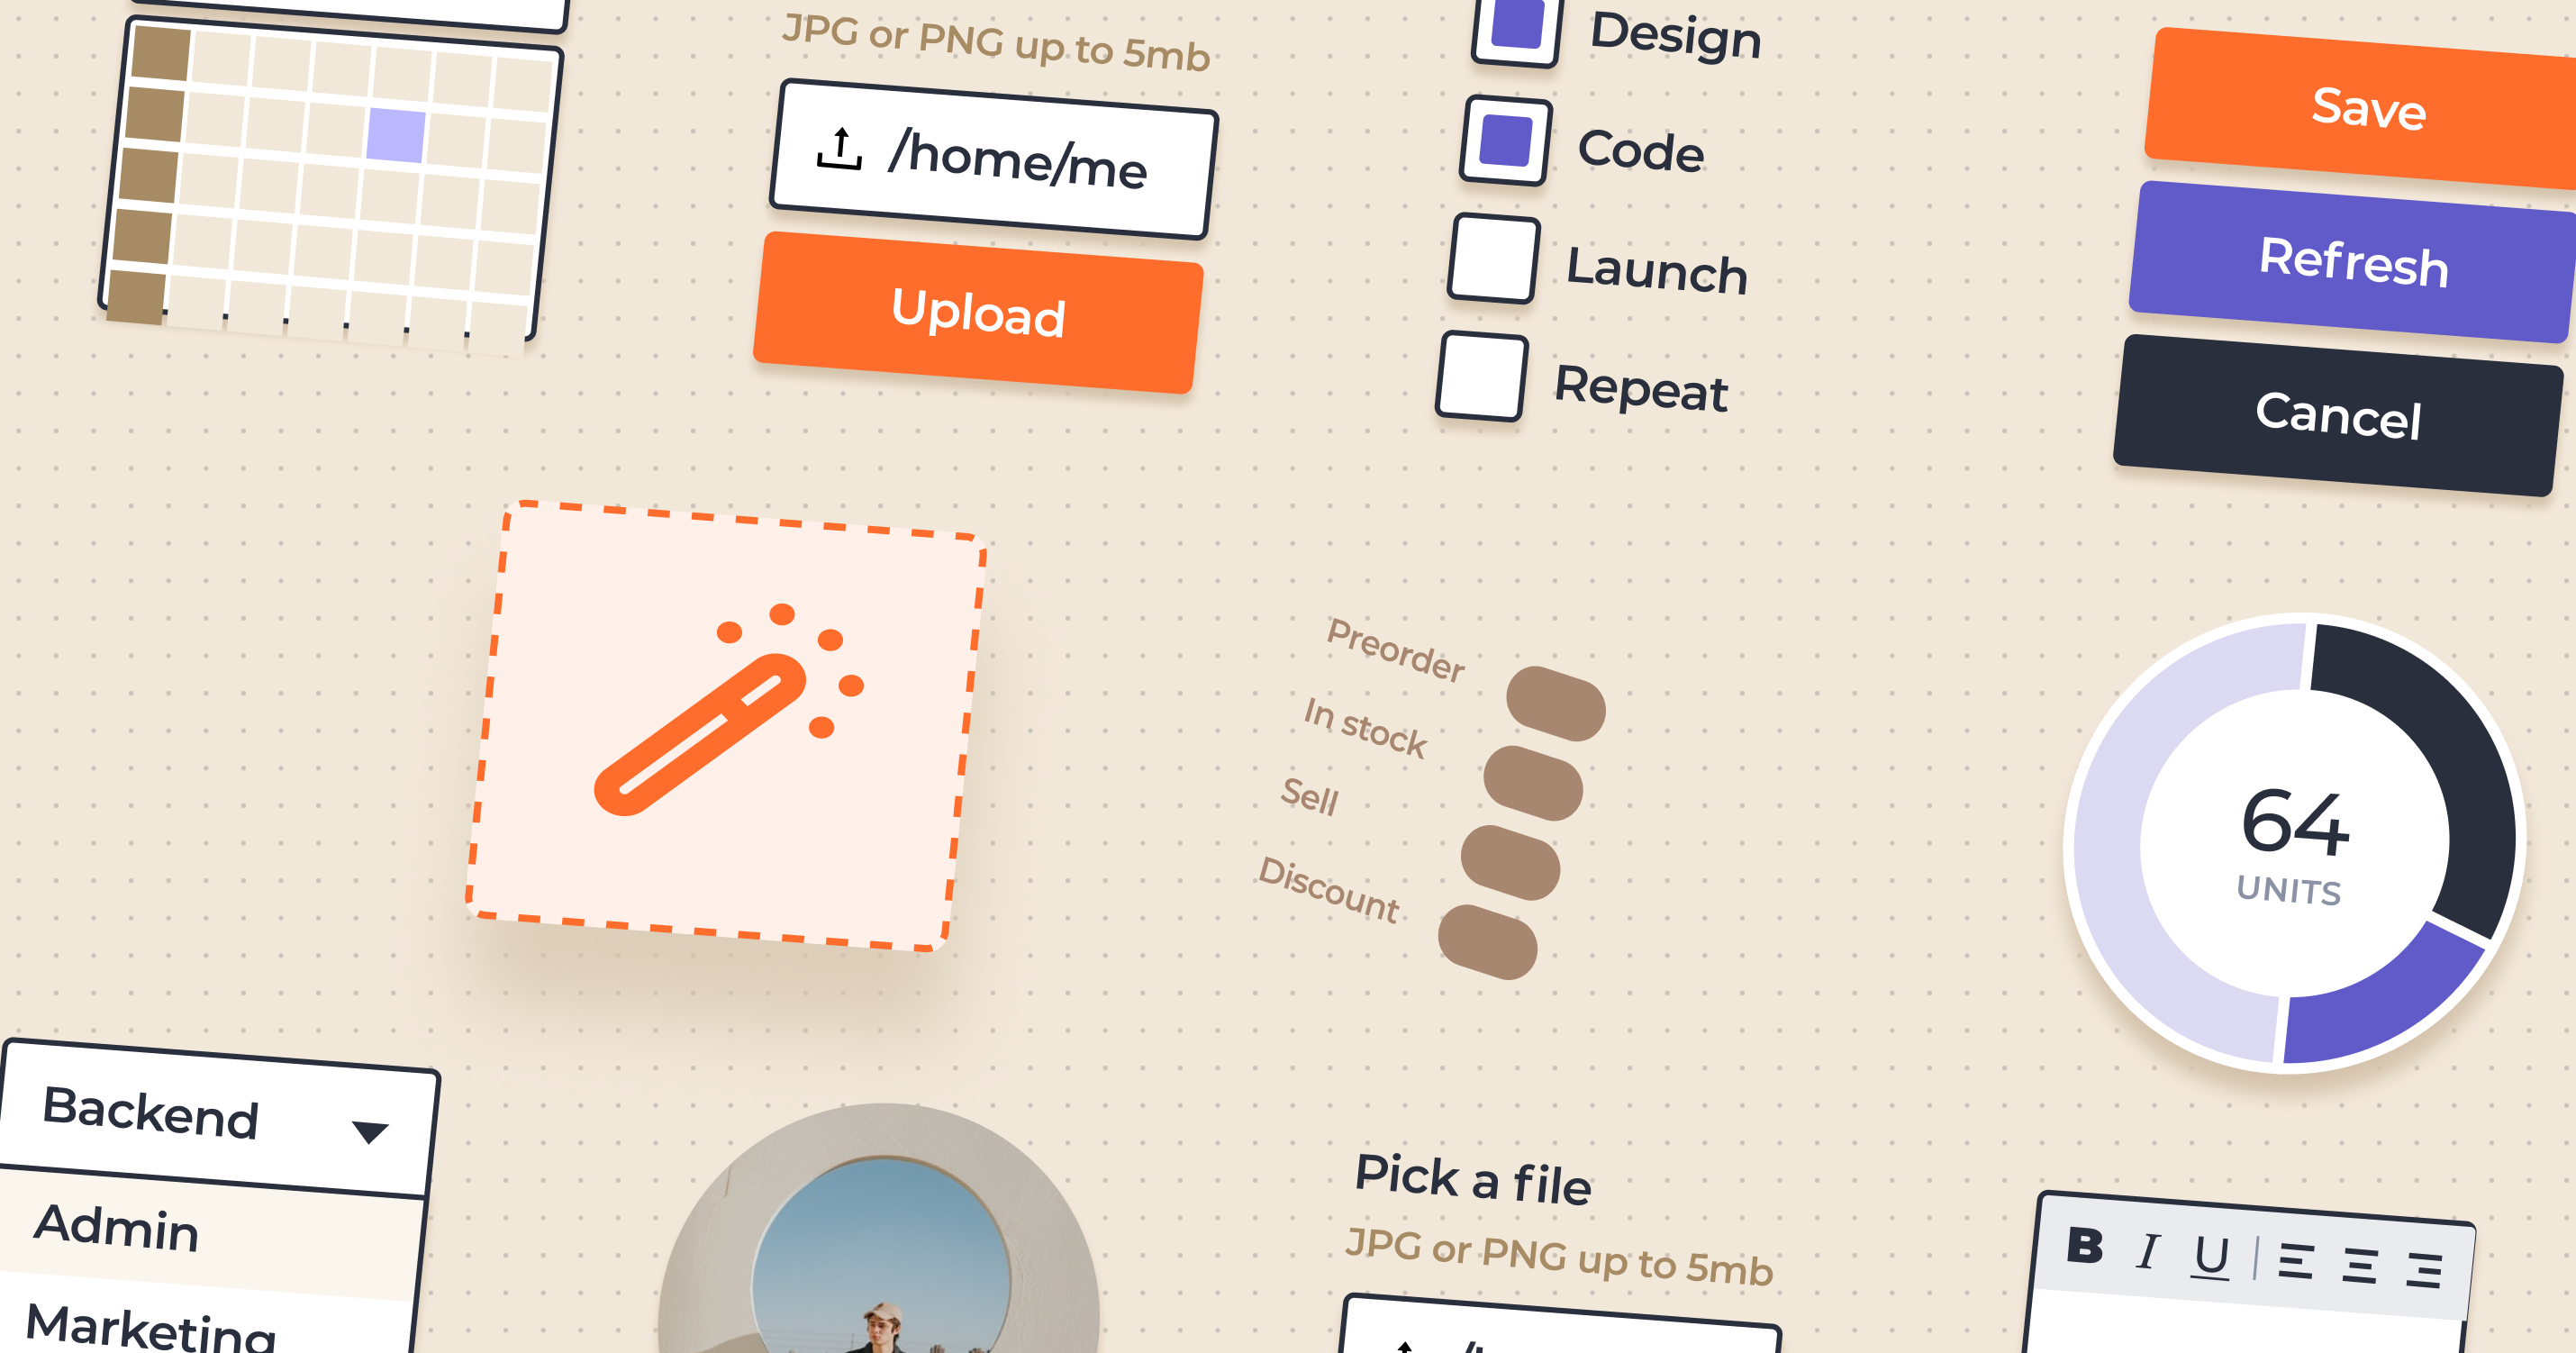 JPG or PNG up to 5mb
/home/me
Upload
Design
Code
Launch
Repeat
Save
Refresh
Cancel
Preorder
In stock
Sell
Discount
64
UNITS
Backend
Admin
Marketing
Pick a file
JPG or PNG up to 5mb
B I U